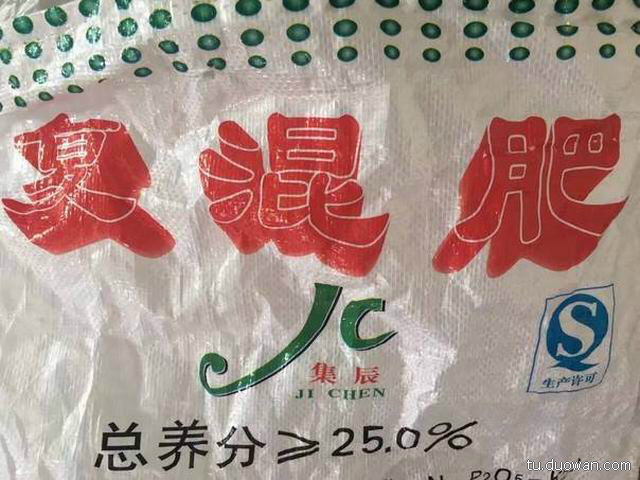 复混肥
JC
集辰
JI CHEN
S
生产许可
总养分≥25.0%
N P2O5-K
tu.duowan.com